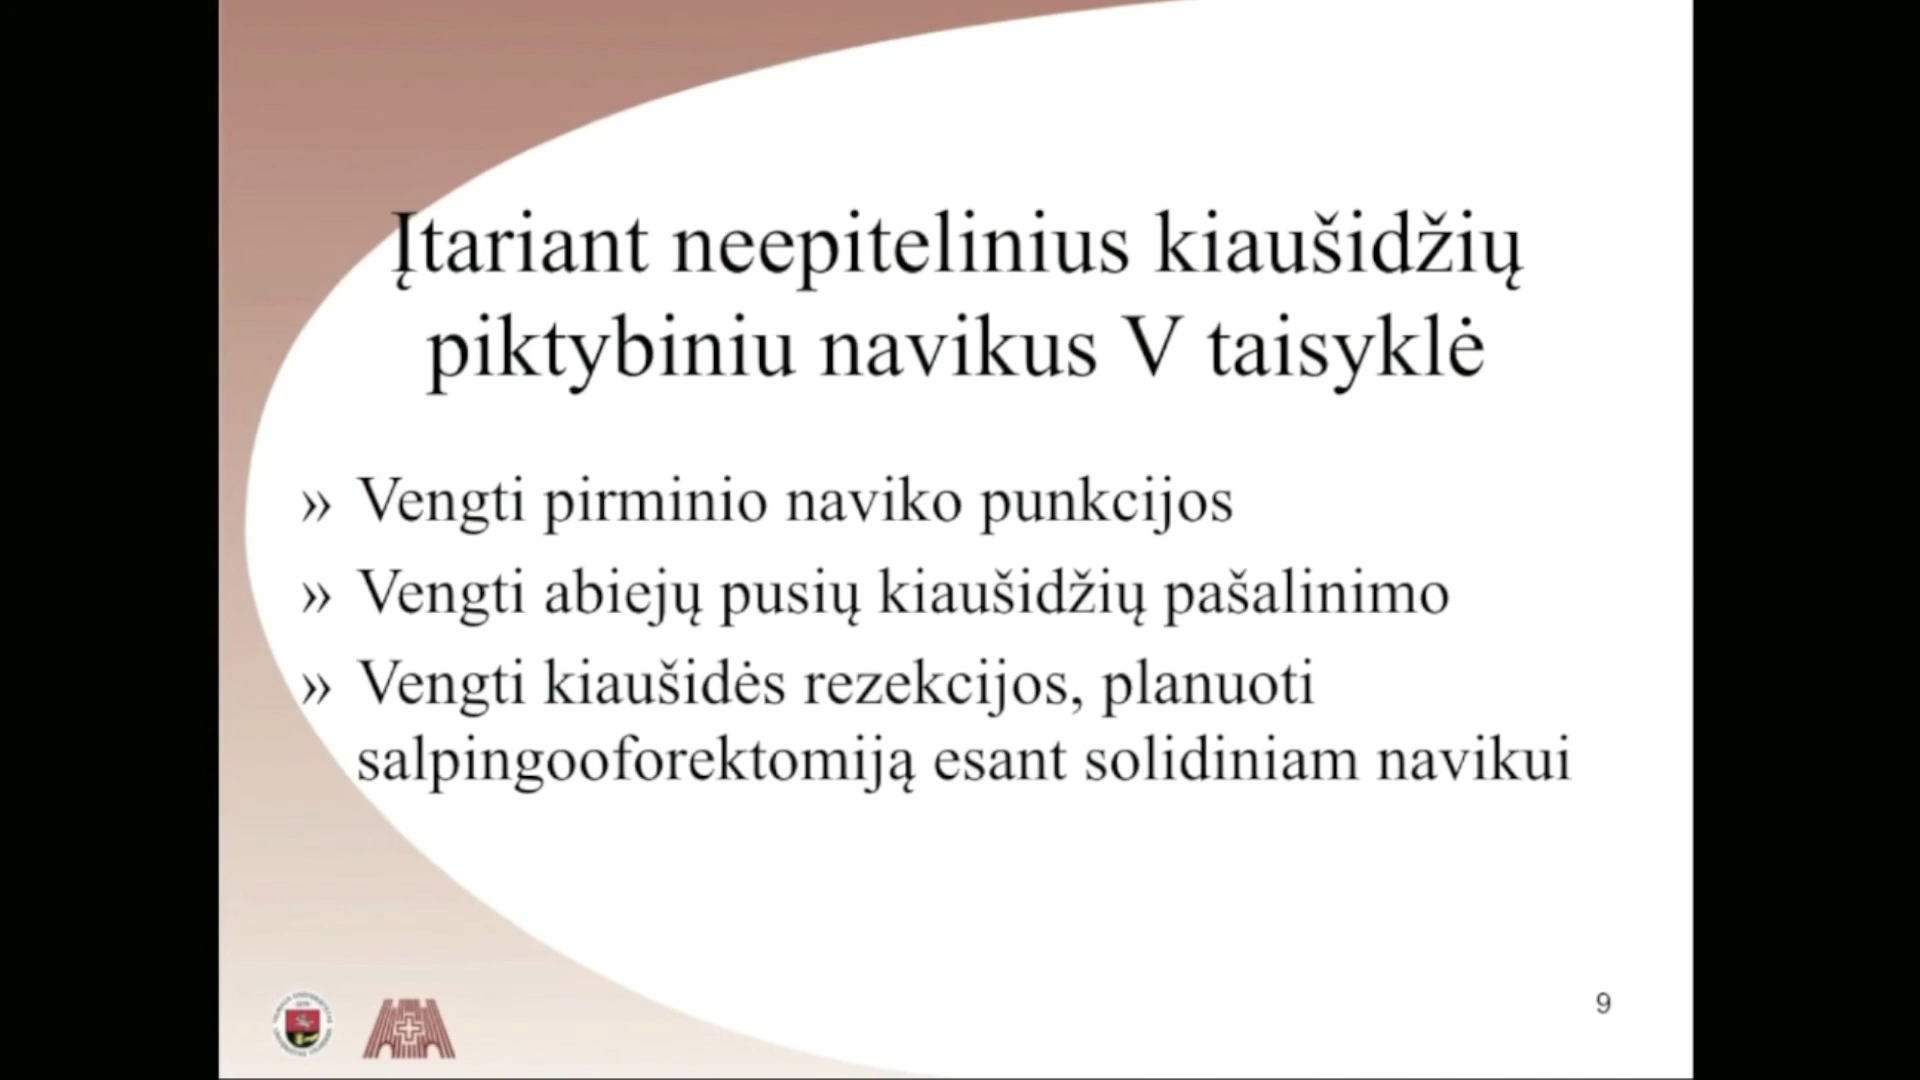 Įtariant neepitelinius kiaušidžių
piktybiniu navikus V taisyklė
» Vengti pirminio naviko punkcijos
» Vengti abiejų pusių kiaušidžių pašalinimo
» Vengti kiaušidės rezekcijos, planuoti
salpingooforektomiją esant solidiniam navikui
9